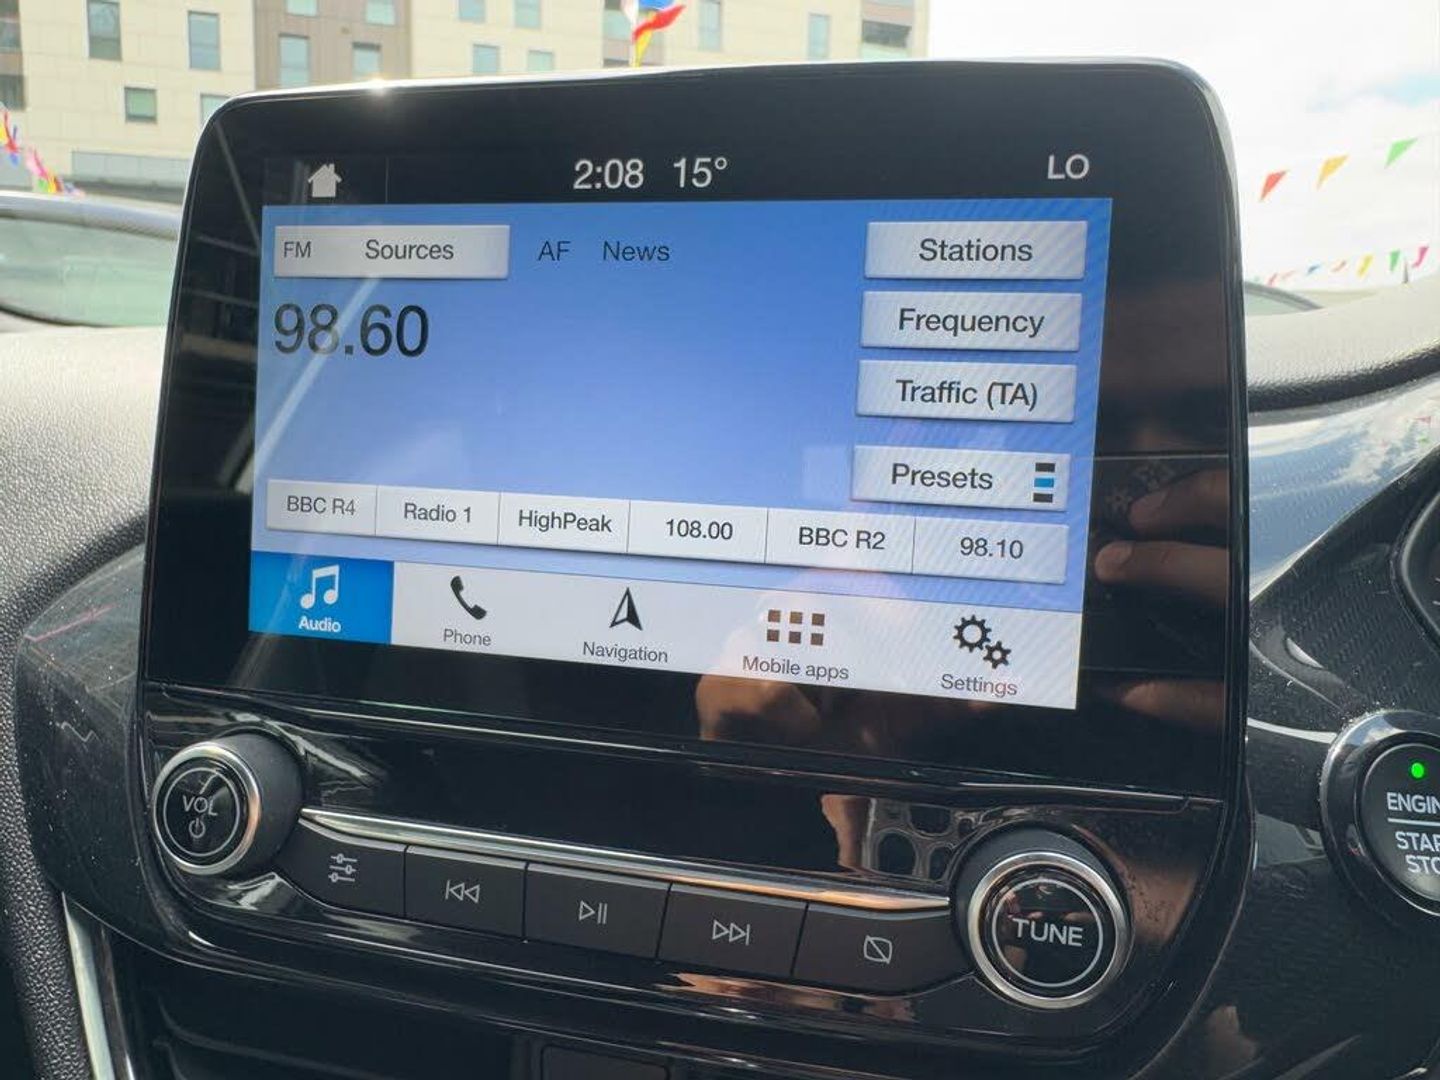 2:08 15° LO
FM Sources AF News Stations
98.60 Frequency
Traffic (TA)
Presets
BBC R4 Radio 1 HighPeak 108.00 BBC R2 98.10
Audio Phone Navigation Mobile apps Settings
VOL
TUNE
ENGIN
STAR
STO